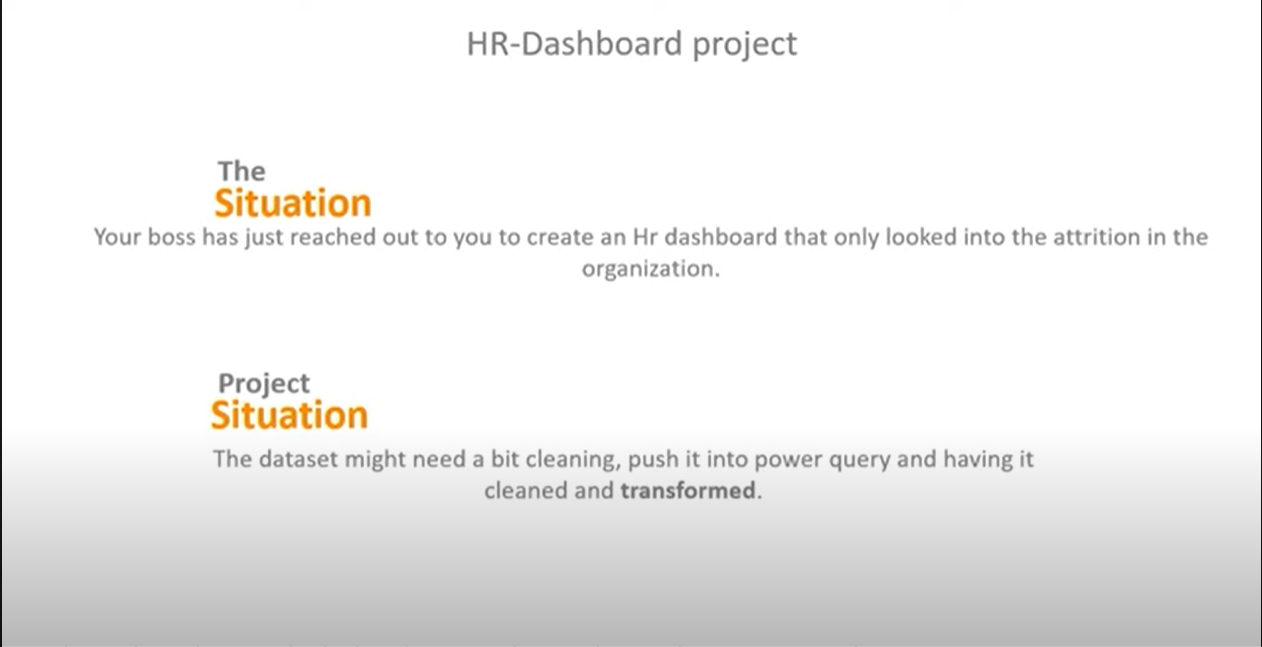 HR-Dashboard project
The
Situation
Your boss has just reached out to you to create an Hr dashboard that only looked into the attrition in the
organization.
Project
Situation
The dataset might need a bit cleaning, push it into power query and having it
cleaned and transformed.